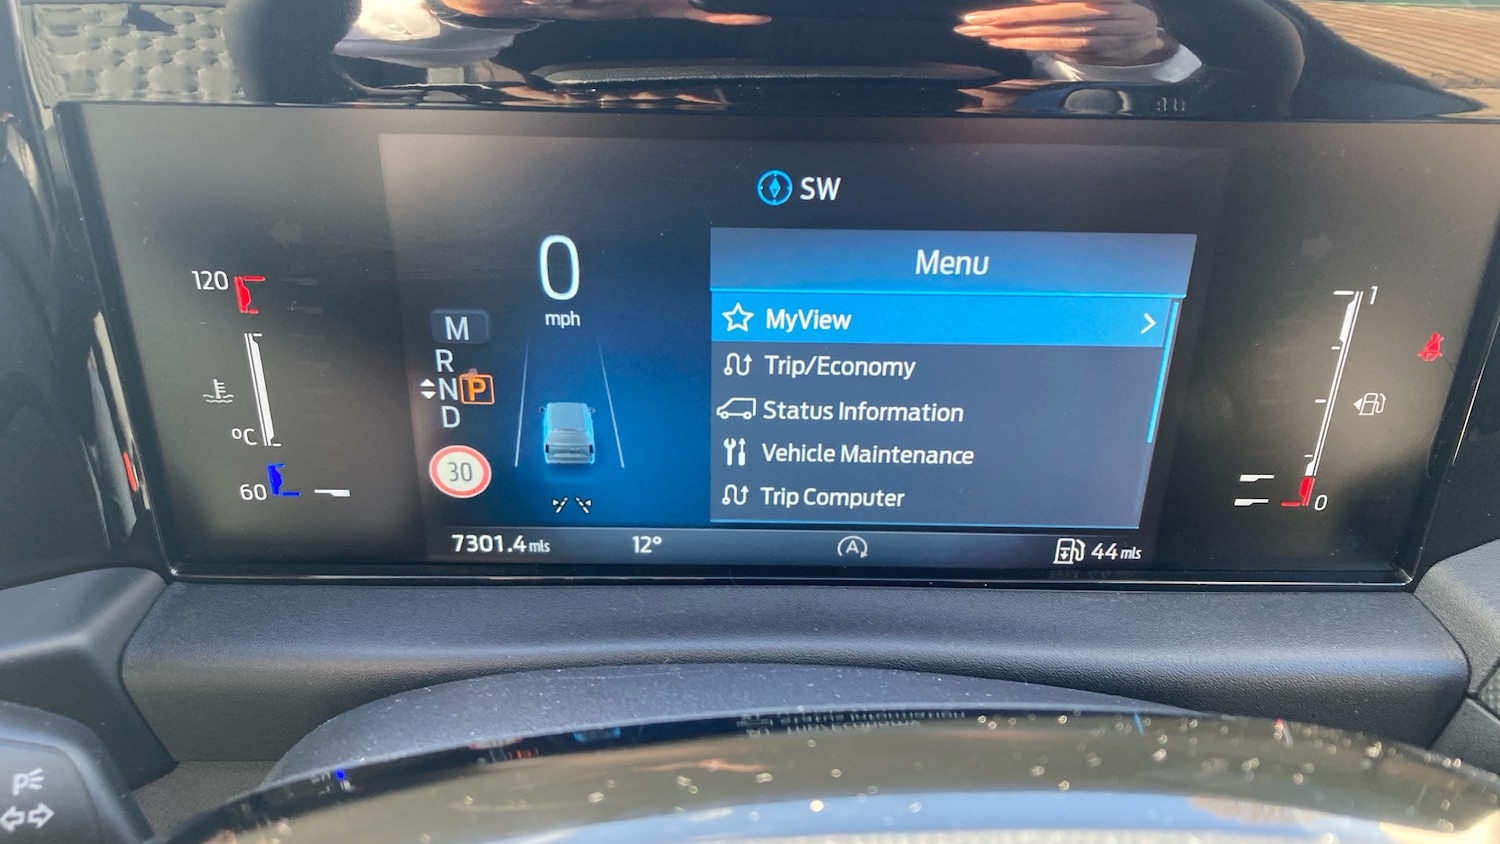 SW
0
mph
Menu
MyView
Trip/Economy
Status Information
Vehicle Maintenance
Trip Computer
120
°C
60
M
R
N P
D
30
1
0
7301.4 mls
12°
A
44 mls
P